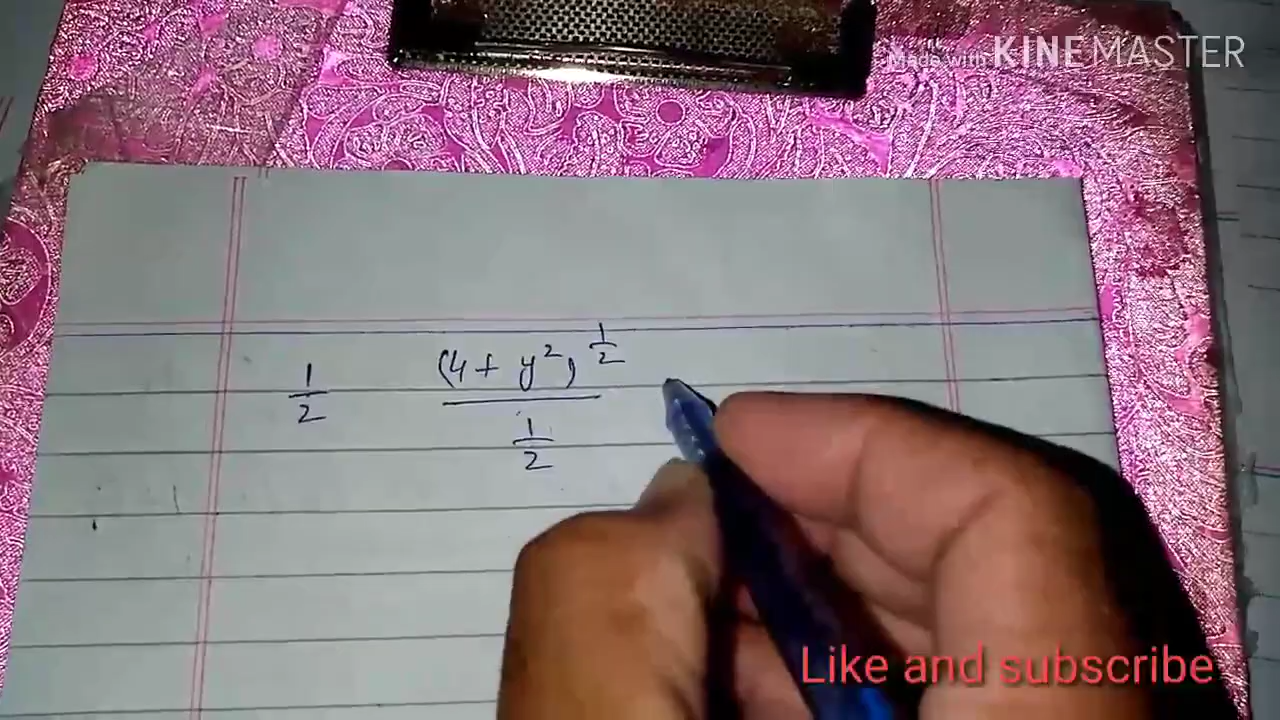 Made with KINEMASTER
1/2 (4 + y²)^1/2 / 1/2
Like and subscribe